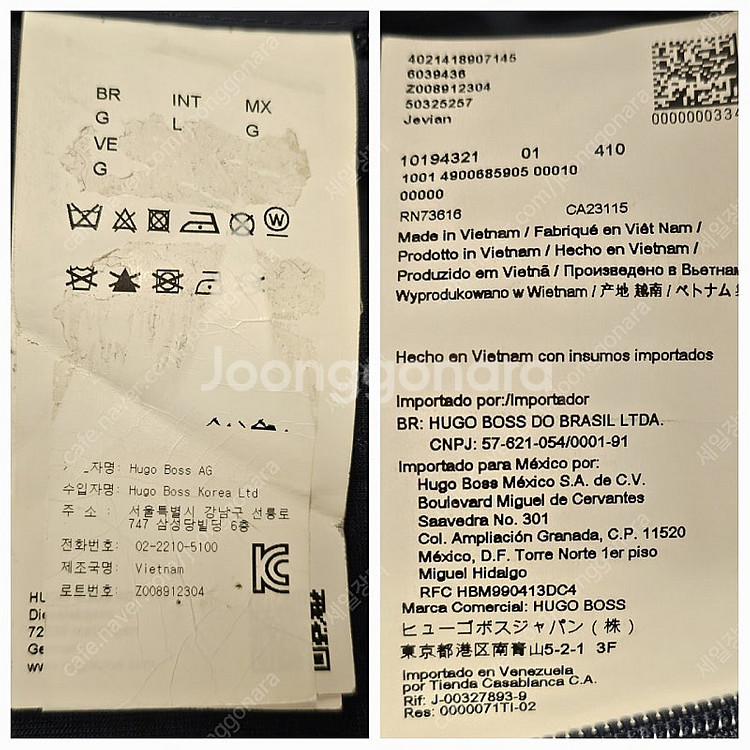 BR INT MX
G L G
VE
G
Hugo Boss AG
수입자명: Hugo Boss Korea Ltd
주 소 : 서울특별시 강남구 선릉로
747 삼성당빌딩 6층
전화번호: 02-2210-5100
제조국명: Vietnam
로트번호: Z008912304
HU
Die
72
Ge
ww
4021418907145
6039436
Z008912304
50325257
Jevian
0000000334
10194321 01 410
1001 4900685905 00010
00000
RN73616 CA23115
Made in Vietnam / Fabriqué en Viêt Nam /
Prodotto in Vietnam / Hecho en Vietnam /
Produzido em Vietnã / Произведено в Вьетнам
Wyprodukowano w Wietnam / 产地 越南 / ベトナム
Hecho en Vietnam con insumos importados
Importado por:/Importador
BR: HUGO BOSS DO BRASIL LTDA.
CNPJ: 57-621-054/0001-91
Importado para México por:
Hugo Boss México S.A. de C.V.
Boulevard Miguel de Cervantes
Saavedra No. 301
Col. Ampliación Granada, C.P. 11520
México, D.F. Torre Norte 1er piso
Miguel Hidalgo
RFC HBM990413DC4
Marca Comercial: HUGO BOSS
ヒューゴボスジャパン（株）
東京都港区南青山5-2-1 3F
Importado en Venezuela
por Tienda Casablanca C.A.
Rif: J-00327893-9
Res: 0000071TI-02
Joonggonara